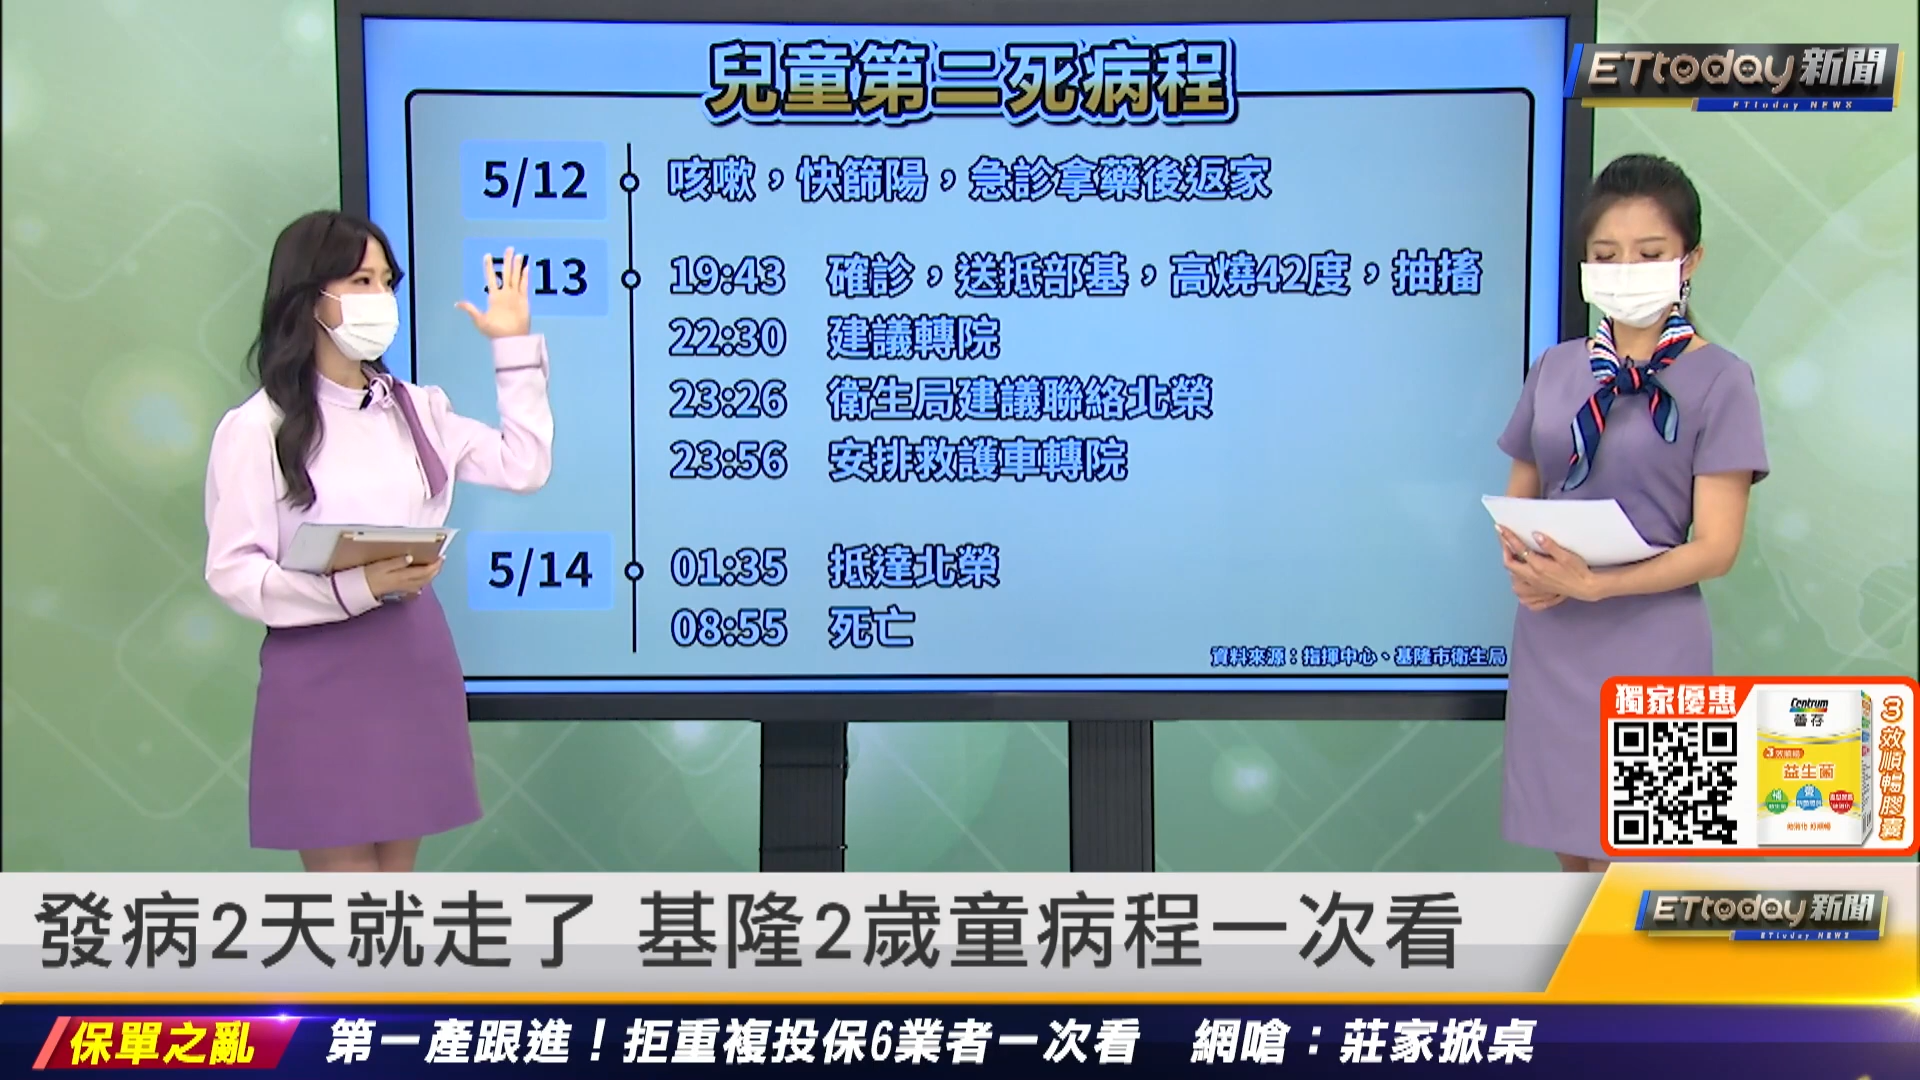 兒童第二死病程
ETtoday新聞
ETtoday NEWS
5/12 咳嗽，快篩陽，急診拿藥後返家
5/13 19:43 確診，送抵部基，高燒42度，抽搐
22:30 建議轉院
23:26 衛生局建議聯絡北榮
23:56 安排救護車轉院
5/14 01:35 抵達北榮
08:55 死亡
資料來源：指揮中心、基隆市衛生局
獨家優惠
Centrum
善存
益生菌
3效順暢膠囊
發病2天就走了 基隆2歲童病程一次看
ETtoday新聞
ETtoday NEWS
保單之亂 第一產跟進！拒重複投保6業者一次看 網嗆：莊家掀桌